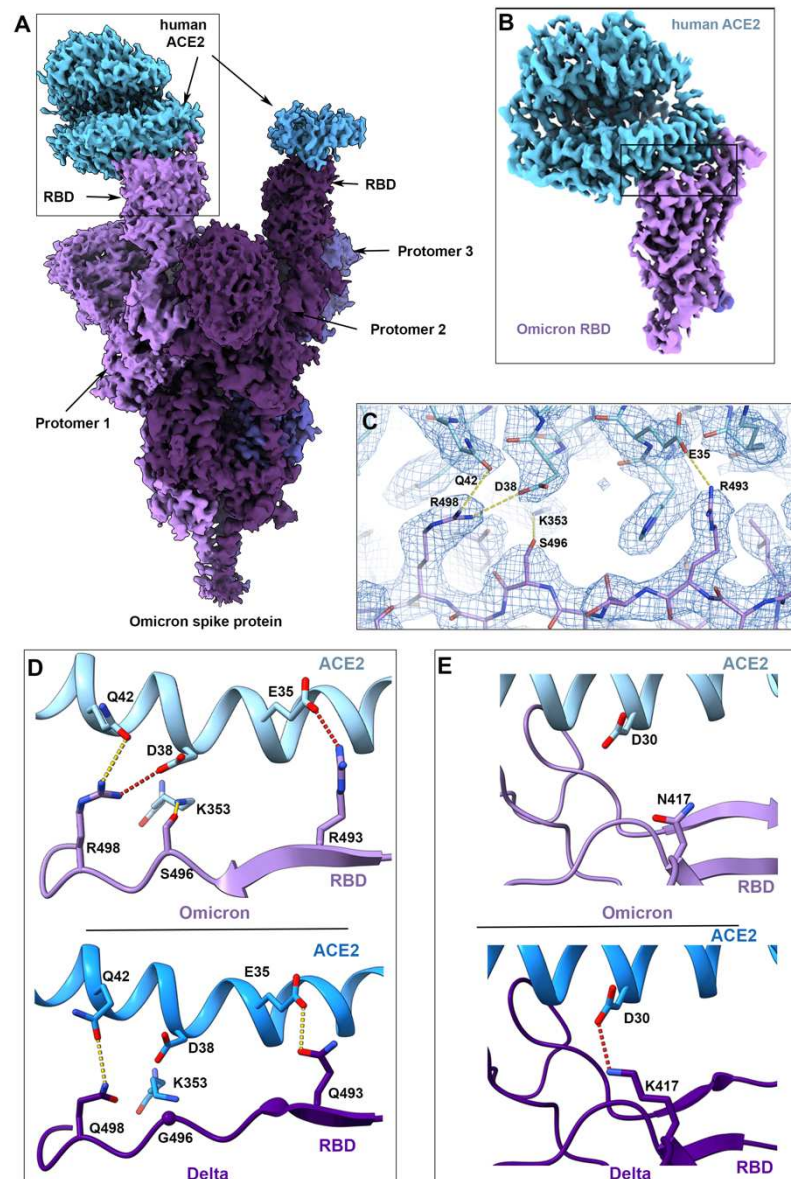 A
human
ACE2
RBD
RBD
Protomer 3
Protomer 2
Protomer 1
Omicron spike protein
B
human ACE2
Omicron RBD
C
E35
Q42
D38
R498
R493
K353
S496
D
ACE2
Q42
E35
D38
K353
R498
R493
S496
RBD
Omicron
ACE2
Q42
E35
D38
K353
Q493
Q498
G496
RBD
Delta
E
ACE2
D30
N417
RBD
Omicron
ACE2
D30
K417
RBD
Delta